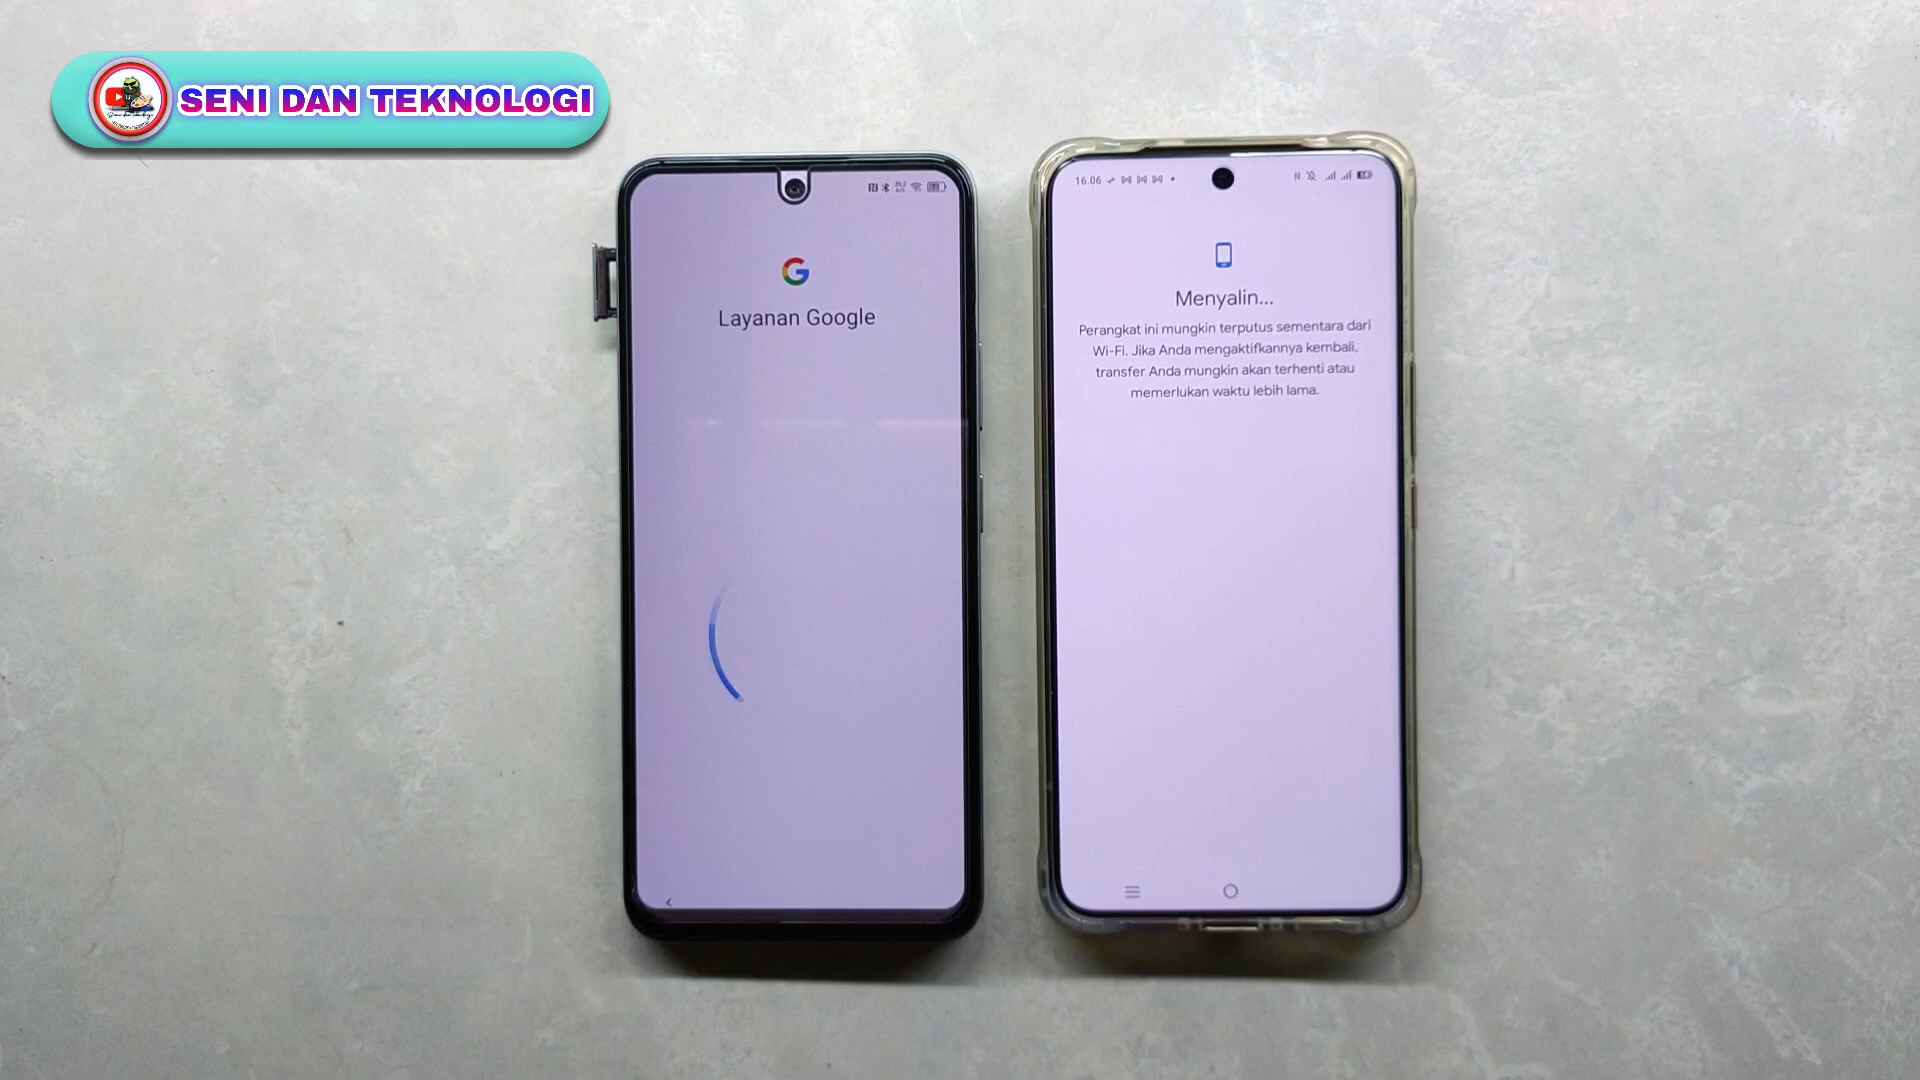 SENI DAN TEKNOLOGI
Layanan Google
16.06
Menyalin...
Perangkat ini mungkin terputus sementara dari
Wi-Fi. Jika Anda mengaktifkannya kembali,
transfer Anda mungkin akan terhenti atau
memerlukan waktu lebih lama.